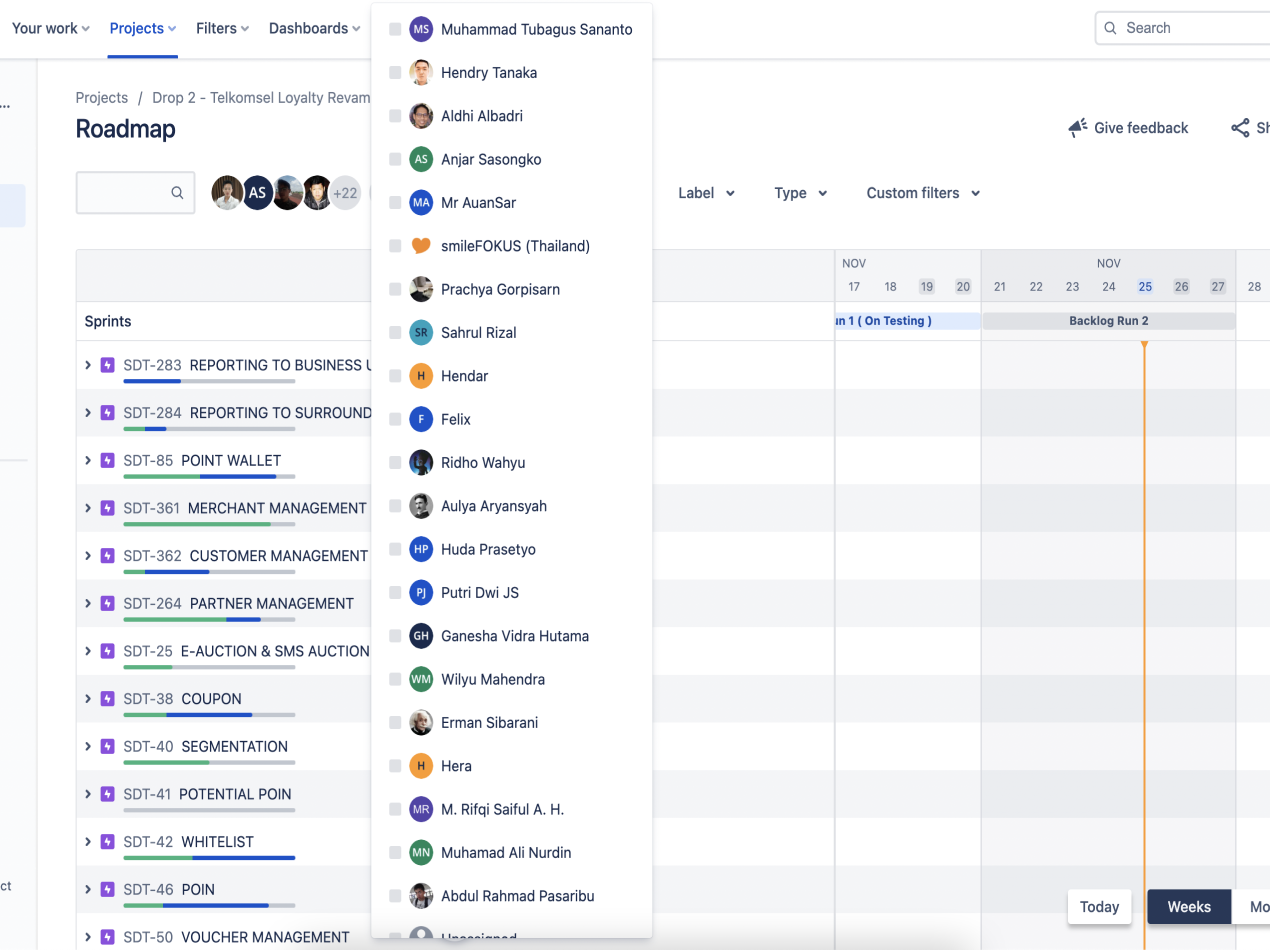 Your work
Projects
Filters
Dashboards
Search
...
Projects / Drop 2 - Telkomsel Loyalty Revam
Roadmap
Give feedback
Sh
AS
+22
Label
Type
Custom filters
MS Muhammad Tubagus Sananto
Hendry Tanaka
Aldhi Albadri
AS Anjar Sasongko
MA Mr AuanSar
smileFOKUS (Thailand)
Prachya Gorpisarn
SR Sahrul Rizal
H Hendar
F Felix
Ridho Wahyu
Aulya Aryansyah
HP Huda Prasetyo
PJ Putri Dwi JS
GH Ganesha Vidra Hutama
WM Wilyu Mahendra
Erman Sibarani
H Hera
MR M. Rifqi Saiful A. H.
MN Muhamad Ali Nurdin
Abdul Rahmad Pasaribu
Unassigned
NOV
NOV
17 18 19 20 21 22 23 24 25 26 27 28
Sprints
un 1 ( On Testing )
Backlog Run 2
SDT-283 REPORTING TO BUSINESS U
SDT-284 REPORTING TO SURROUND
SDT-85 POINT WALLET
SDT-361 MERCHANT MANAGEMENT
SDT-362 CUSTOMER MANAGEMENT
SDT-264 PARTNER MANAGEMENT
SDT-25 E-AUCTION & SMS AUCTION
SDT-38 COUPON
SDT-40 SEGMENTATION
SDT-41 POTENTIAL POIN
SDT-42 WHITELIST
SDT-46 POIN
SDT-50 VOUCHER MANAGEMENT
ct
Today
Weeks
Mo